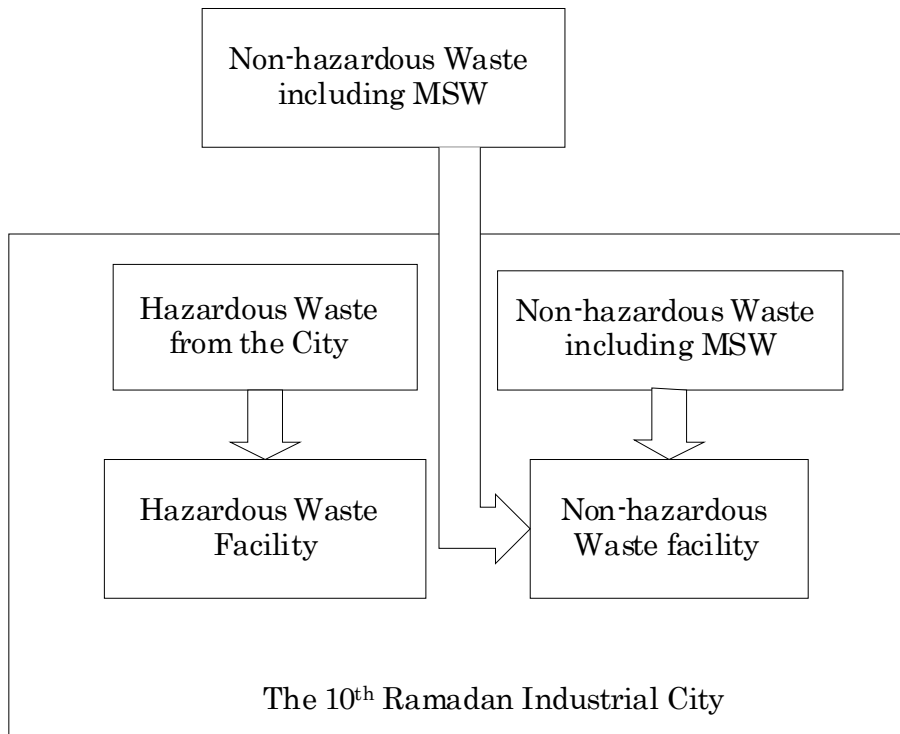 Non-hazardous Waste
including MSW
Hazardous Waste
from the City
Non-hazardous Waste
including MSW
Hazardous Waste
Facility
Non-hazardous
Waste facility
The 10th Ramadan Industrial City